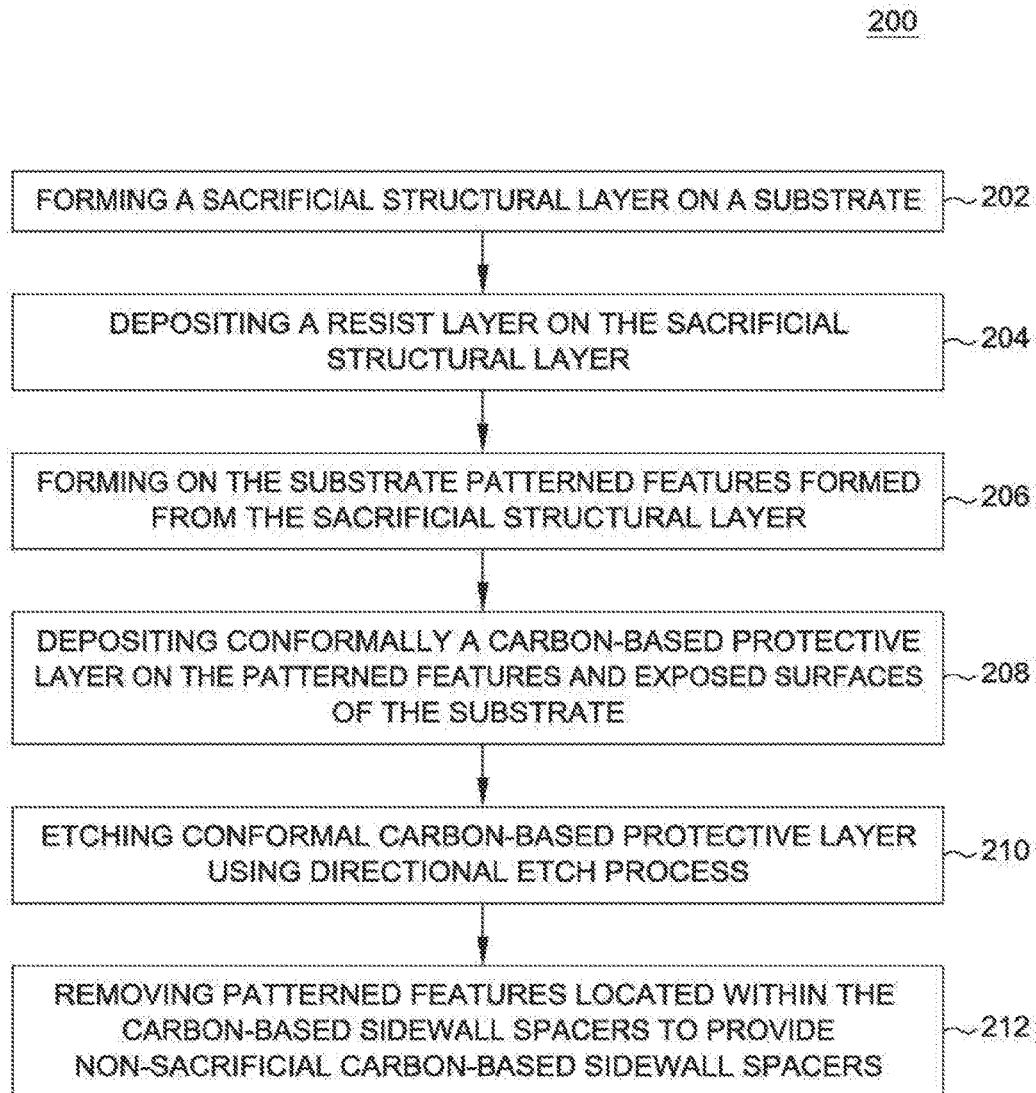 200
FORMING A SACRIFICIAL STRUCTURAL LAYER ON A SUBSTRATE
202
DEPOSITING A RESIST LAYER ON THE SACRIFICIAL
STRUCTURAL LAYER
204
FORMING ON THE SUBSTRATE PATTERNED FEATURES FORMED
FROM THE SACRIFICIAL STRUCTURAL LAYER
206
DEPOSITING CONFORMALLY A CARBON-BASED PROTECTIVE
LAYER ON THE PATTERNED FEATURES AND EXPOSED SURFACES
OF THE SUBSTRATE
208
ETCHING CONFORMAL CARBON-BASED PROTECTIVE LAYER
USING DIRECTIONAL ETCH PROCESS
210
REMOVING PATTERNED FEATURES LOCATED WITHIN THE
CARBON-BASED SIDEWALL SPACERS TO PROVIDE
NON-SACRIFICIAL CARBON-BASED SIDEWALL SPACERS
212